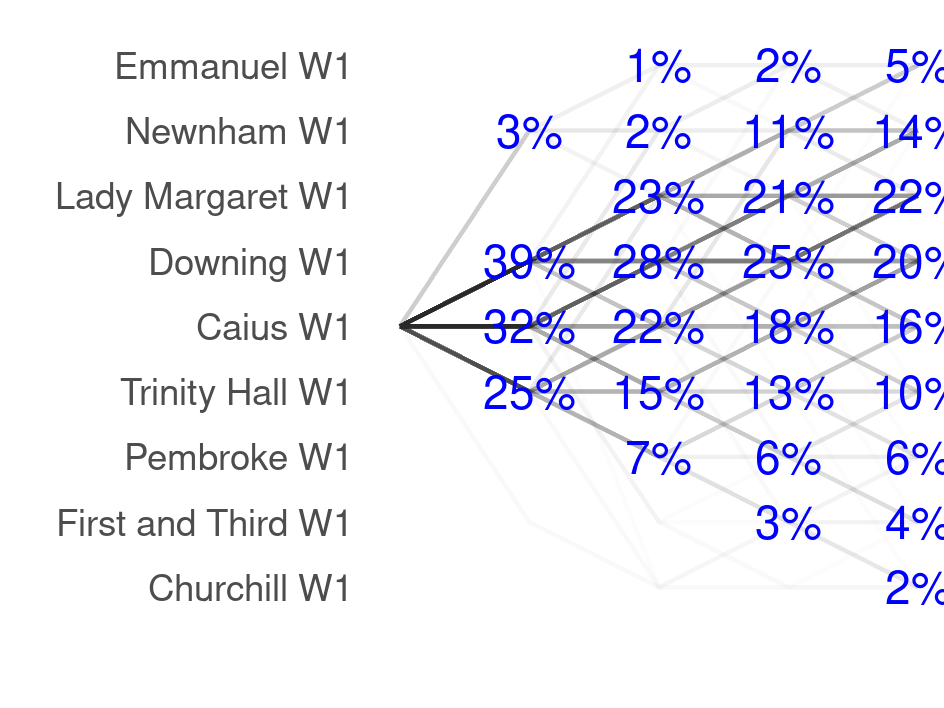 Emmanuel W1 1% 2% 5%
Newnham W1 3% 2% 11% 14%
Lady Margaret W1 23% 21% 22%
Downing W1 39% 28% 25% 20%
Caius W1 32% 22% 18% 16%
Trinity Hall W1 25% 15% 13% 10%
Pembroke W1 7% 6% 6%
First and Third W1 3% 4%
Churchill W1 2%